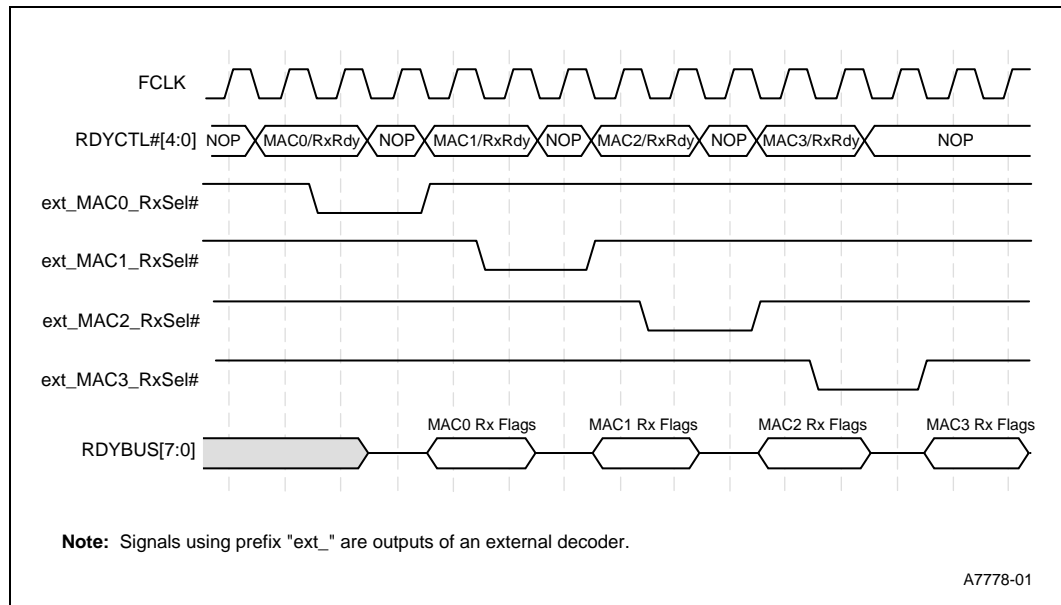 FCLK
RDYCTL#[4:0] NOP MAC0/RxRdy NOP MAC1/RxRdy NOP MAC2/RxRdy NOP MAC3/RxRdy NOP
ext_MAC0_RxSel#
ext_MAC1_RxSel#
ext_MAC2_RxSel#
ext_MAC3_RxSel#
MAC0 Rx Flags MAC1 Rx Flags MAC2 Rx Flags MAC3 Rx Flags
RDYBUS[7:0]
Note: Signals using prefix "ext_" are outputs of an external decoder.
A7778-01